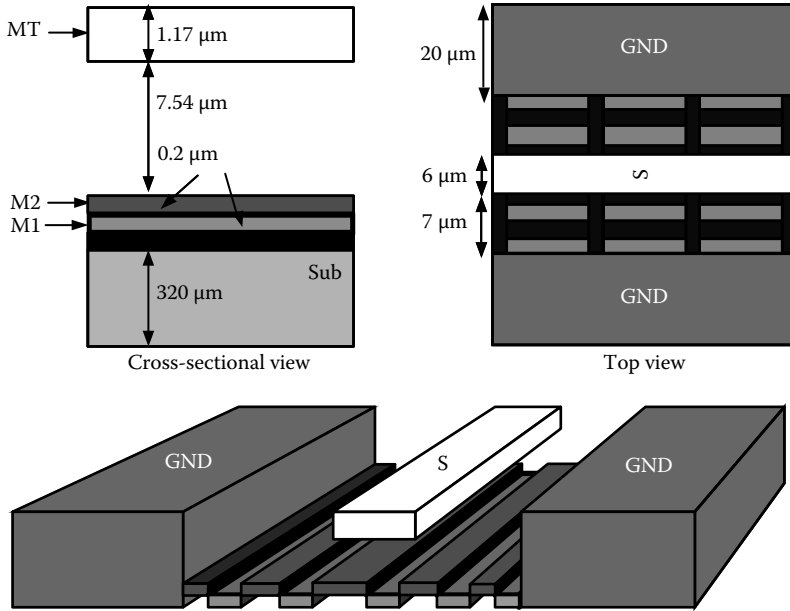 MT
1.17 µm
7.54 µm
0.2 µm
M2
M1
Sub
320 µm
Cross-sectional view
20 µm
GND
6 µm
S
7 µm
GND
Top view
GND
S
GND